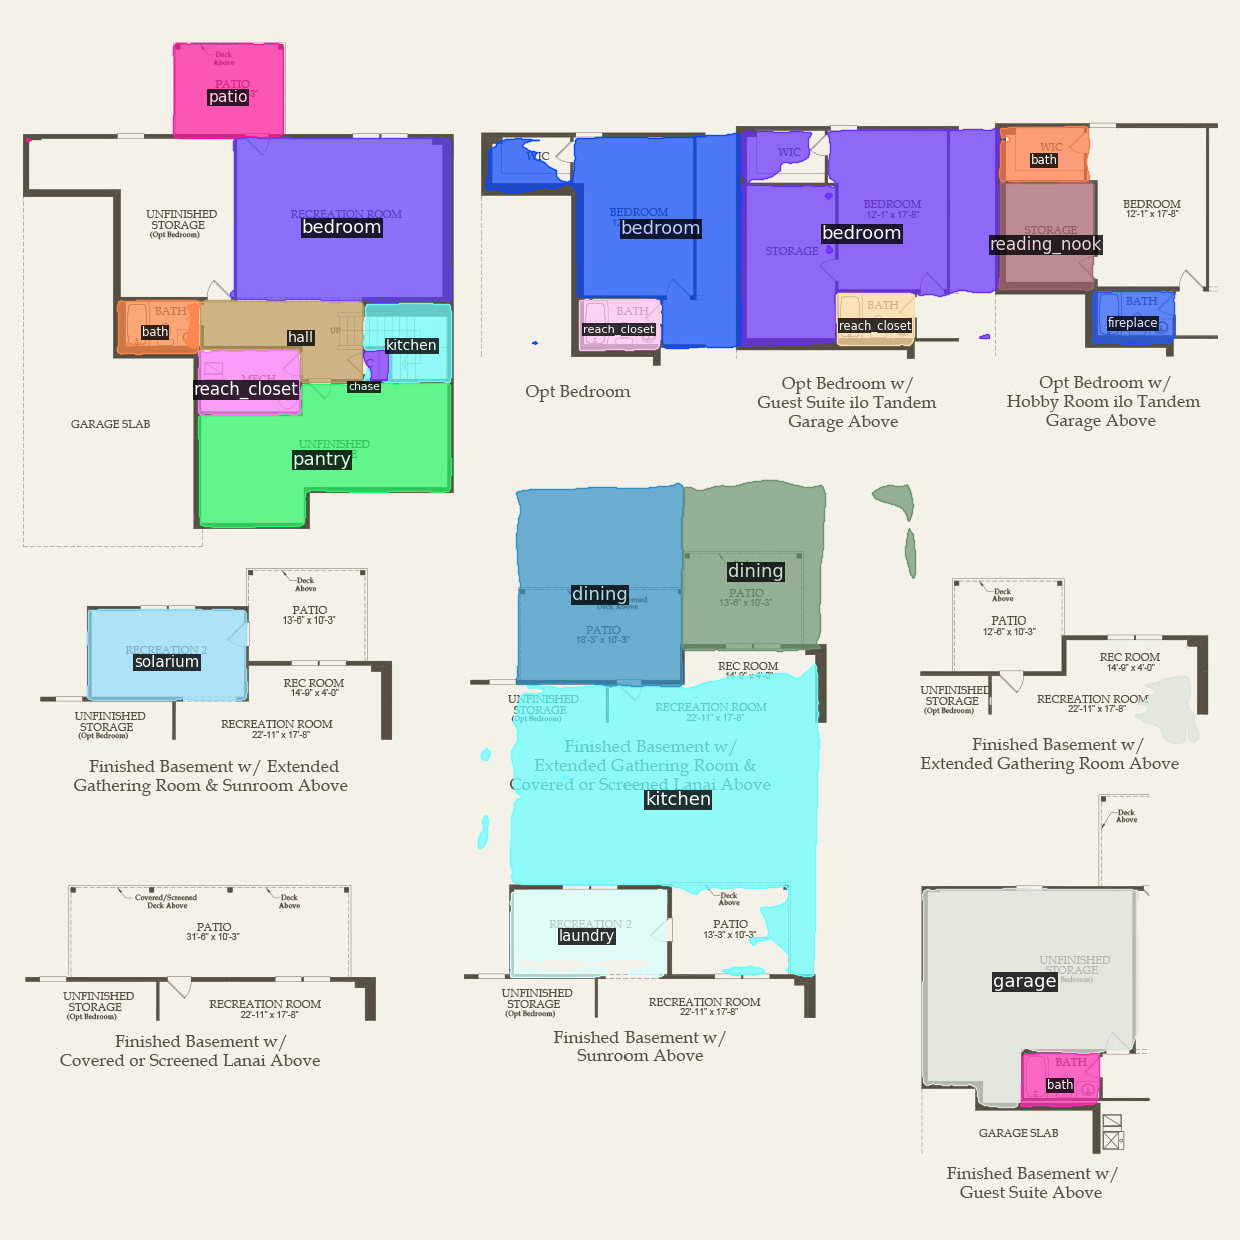 Deck
Above
PATIO
patio
UNFINISHED
STORAGE
(Opt Bedroom)
RECREATION ROOM
bedroom
BATH
bath
hall
UP
kitchen
MECH
reach_closet
chase
GARAGE SLAB
UNFINISHED
pantry
WIC
BEDROOM
bedroom
BATH
reach_closet
Opt Bedroom
WIC
BEDROOM
12'-1" x 17'-8"
bedroom
STORAGE
BATH
reach_closet
Opt Bedroom w/
Guest Suite ilo Tandem
Garage Above
WIC
bath
BEDROOM
12'-1" x 17'-8"
STORAGE
reading_nook
BATH
fireplace
Opt Bedroom w/
Hobby Room ilo Tandem
Garage Above
Deck
Above
PATIO
13'-6" x 10'-3"
RECREATION 2
solarium
REC ROOM
14'-9" x 4'-0"
UNFINISHED
STORAGE
(Opt Bedroom)
RECREATION ROOM
22'-11" x 17'-8"
Finished Basement w/ Extended
Gathering Room & Sunroom Above
dining
Deck Above
PATIO
18'-3" x 10'-3"
dining
PATIO
13'-6" x 10'-3"
REC ROOM
14'-9" x 4'-0"
UNFINISHED
STORAGE
(Opt Bedroom)
RECREATION ROOM
22'-11" x 17'-8"
Finished Basement w/
Extended Gathering Room &
Covered or Screened Lanai Above
kitchen
Deck
Above
PATIO
12'-6" x 10'-3"
REC ROOM
14'-9" x 4'-0"
UNFINISHED
STORAGE
(Opt Bedroom)
RECREATION ROOM
22'-11" x 17'-8"
Finished Basement w/
Extended Gathering Room Above
Covered/Screened
Deck Above
Deck
Above
PATIO
31'-6" x 10'-3"
UNFINISHED
STORAGE
(Opt Bedroom)
RECREATION ROOM
22'-11" x 17'-8"
Finished Basement w/
Covered or Screened Lanai Above
RECREATION 2
laundry
Deck
Above
PATIO
13'-3" x 10'-3"
UNFINISHED
STORAGE
(Opt Bedroom)
RECREATION ROOM
22'-11" x 17'-8"
Finished Basement w/
Sunroom Above
Deck
Above
UNFINISHED
STORAGE
garage
BATH
bath
GARAGE SLAB
Finished Basement w/
Guest Suite Above